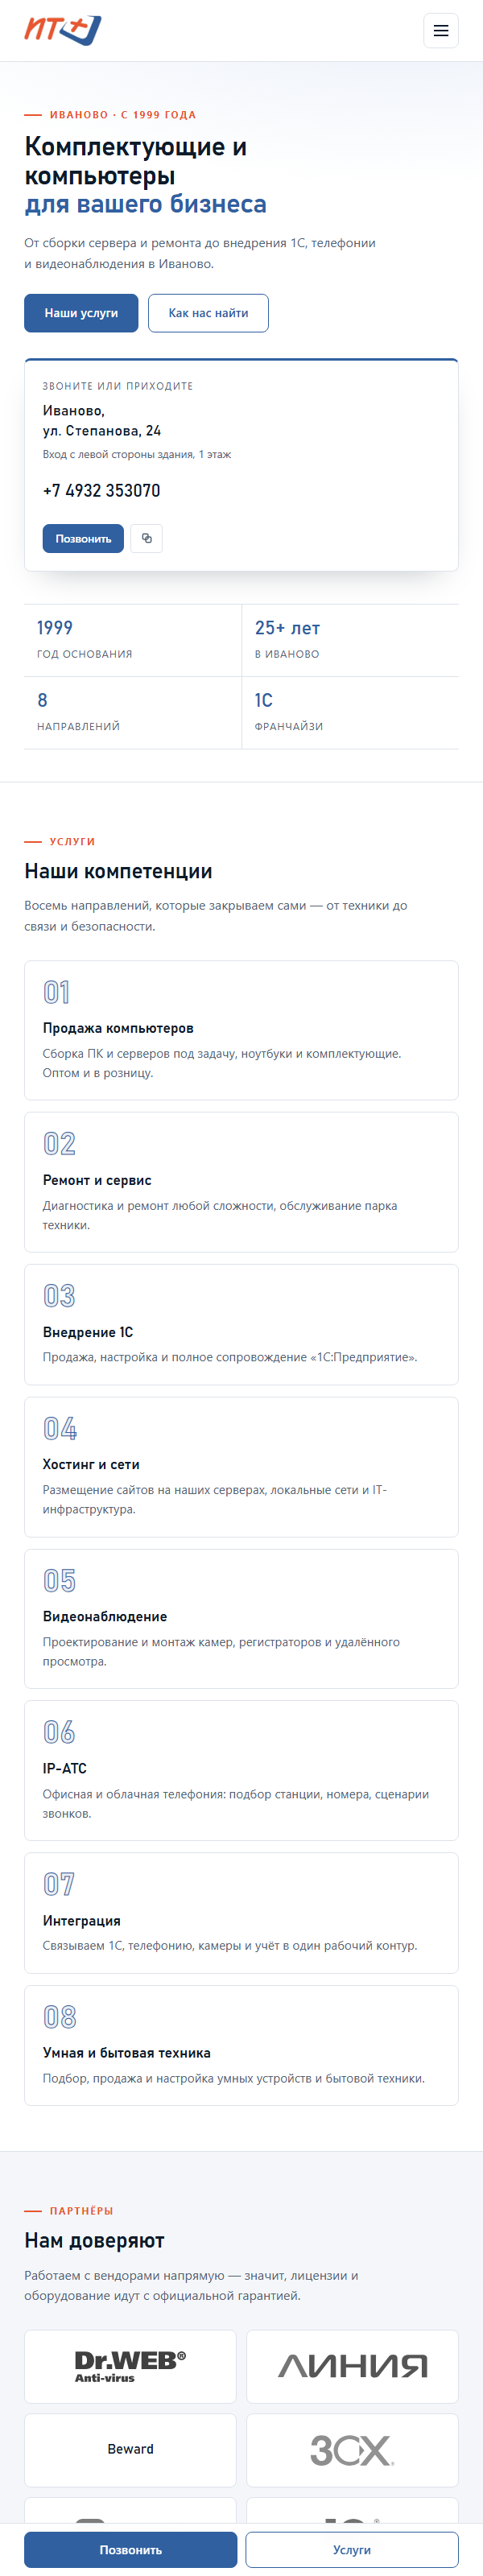 ИТ+
ИВАНОВО · С 1999 ГОДА
Комплектующие и
компьютеры
для вашего бизнеса
От сборки сервера и ремонта до внедрения 1С, телефонии
и видеонаблюдения в Иваново.
Наши услуги
Как нас найти
ЗВОНИТЕ ИЛИ ПРИХОДИТЕ
Иваново,
ул. Степанова, 24
Вход с левой стороны здания, 1 этаж
+7 4932 353070
Позвонить
1999
ГОД ОСНОВАНИЯ
25+ лет
В ИВАНОВО
8
НАПРАВЛЕНИЙ
1С
ФРАНЧАЙЗИ
УСЛУГИ
Наши компетенции
Восемь направлений, которые закрываем сами — от техники до
связи и безопасности.
01
Продажа компьютеров
Сборка ПК и серверов под задачу, ноутбуки и комплектующие.
Оптом и в розницу.
02
Ремонт и сервис
Диагностика и ремонт любой сложности, обслуживание парка
техники.
03
Внедрение 1С
Продажа, настройка и полное сопровождение «1С:Предприятие».
04
Хостинг и сети
Размещение сайтов на наших серверах, локальные сети и IT-
инфраструктура.
05
Видеонаблюдение
Проектирование и монтаж камер, регистраторов и удалённого
просмотра.
06
IP-АТС
Офисная и облачная телефония: подбор станции, номера, сценарии
звонков.
07
Интеграция
Связываем 1С, телефонию, камеры и учёт в один рабочий контур.
08
Умная и бытовая техника
Подбор, продажа и настройка умных устройств и бытовой техники.
ПАРТНЁРЫ
Нам доверяют
Работаем с вендорами напрямую — значит, лицензии и
оборудование идут с официальной гарантией.
Dr.WEB®
Anti-virus
ЛИНИЯ
Beward
3CX®
Позвонить
Услуги